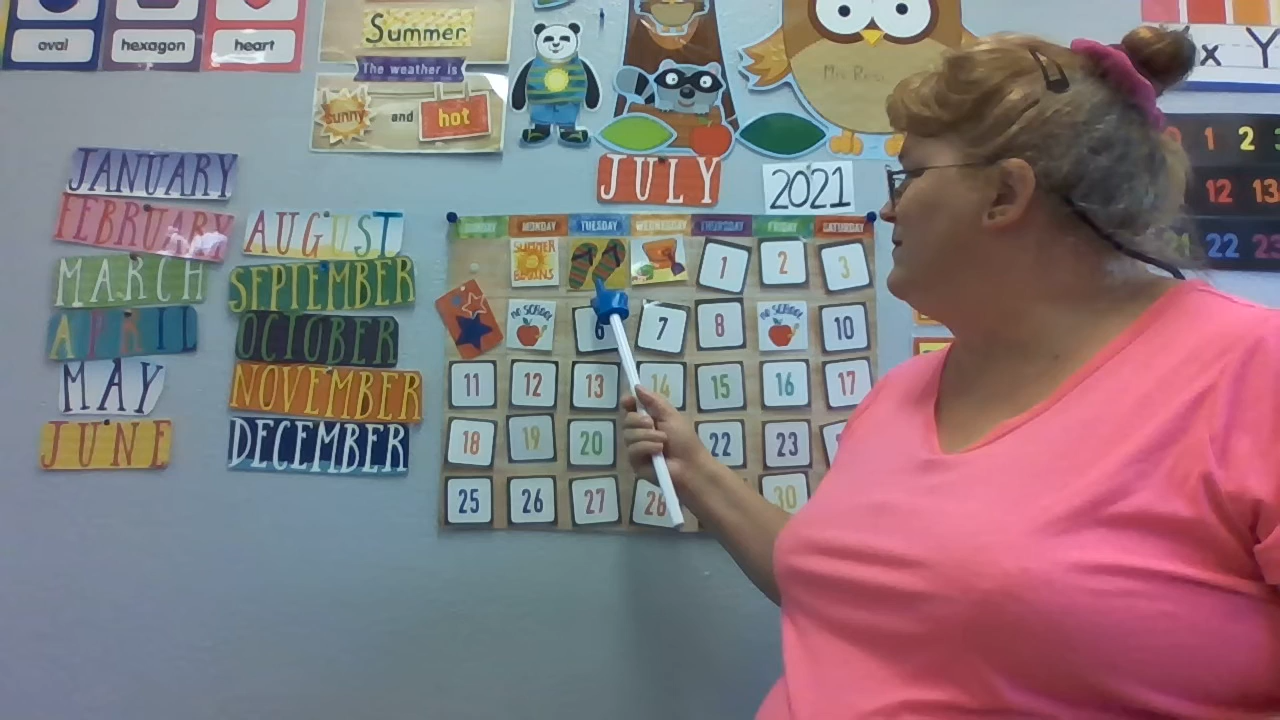 oval
hexagon
heart
Summer
The weather is
sunny
and
hot
x Y
1 2
12 13
22 23
JULY
2021
JANUARY
FEBRUARY
MARCH
APRIL
MAY
JUNE
AUGUST
SEPTEMBER
OCTOBER
NOVEMBER
DECEMBER
SUNDAY MONDAY TUESDAY WEDNESDAY THURSDAY FRIDAY SATURDAY
SUMMER
BEGINS
1 2 3
NO SCHOOL
6 7 8
NO SCHOOL
10
11 12 13 14 15 16 17
18 19 20 22 23
25 26 27 28 30